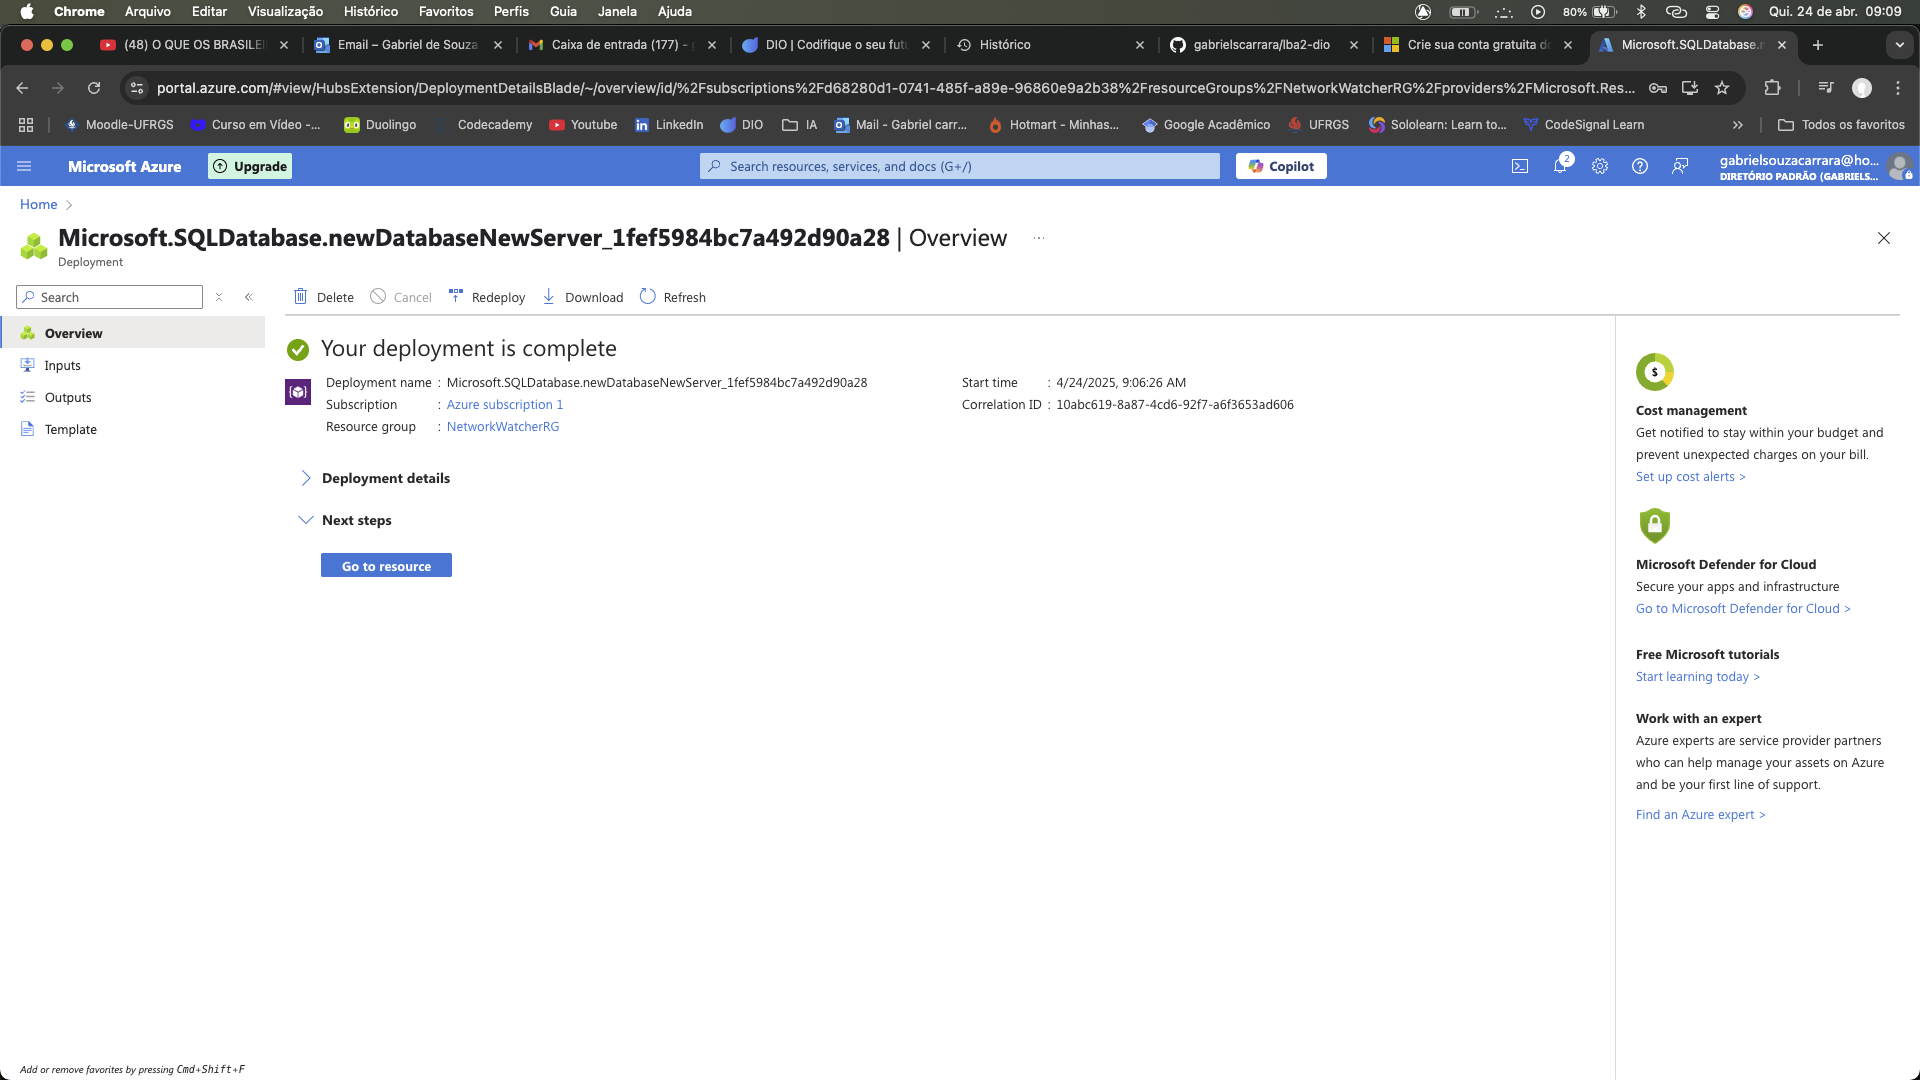 Chrome Arquivo Editar Visualização Histórico Favoritos Perfis Guia Janela Ajuda 80% Qui. 24 de abr. 09:09
(48) O QUE OS BRASILEI Email – Gabriel de Souza Caixa de entrada (177) - DIO | Codifique o seu futu Histórico gabrielscarrara/lba2-dio Crie sua conta gratuita d Microsoft.SQLDatabase.n
portal.azure.com/#view/HubsExtension/DeploymentDetailsBlade/~/overview/id/%2Fsubscriptions%2Fd68280d1-0741-485f-a89e-96860e9a2b38%2FresourceGroups%2FNetworkWatcherRG%2Fproviders%2FMicrosoft.Res...
Moodle-UFRGS Curso em Vídeo -... Duolingo Codecademy Youtube LinkedIn DIO IA Mail - Gabriel carr... Hotmart - Minhas... Google Acadêmico UFRGS Sololearn: Learn to... CodeSignal Learn » Todos os favoritos
Microsoft Azure Upgrade Search resources, services, and docs (G+/) Copilot 2 gabrielsouzacarrara@ho...
DIRETÓRIO PADRÃO (GABRIELS...
Home
Microsoft.SQLDatabase.newDatabaseNewServer_1fef5984bc7a492d90a28 | Overview ...
Deployment
Search
Delete Cancel Redeploy Download Refresh
Overview
Inputs
Outputs
Template
Your deployment is complete
Deployment name : Microsoft.SQLDatabase.newDatabaseNewServer_1fef5984bc7a492d90a28
Subscription : Azure subscription 1
Resource group : NetworkWatcherRG
Start time : 4/24/2025, 9:06:26 AM
Correlation ID : 10abc619-8a87-4cd6-92f7-a6f3653ad606
Deployment details
Next steps
Go to resource
Cost management
Get notified to stay within your budget and
prevent unexpected charges on your bill.
Set up cost alerts >
Microsoft Defender for Cloud
Secure your apps and infrastructure
Go to Microsoft Defender for Cloud >
Free Microsoft tutorials
Start learning today >
Work with an expert
Azure experts are service provider partners
who can help manage your assets on Azure
and be your first line of support.
Find an Azure expert >
Add or remove favorites by pressing Cmd+Shift+F